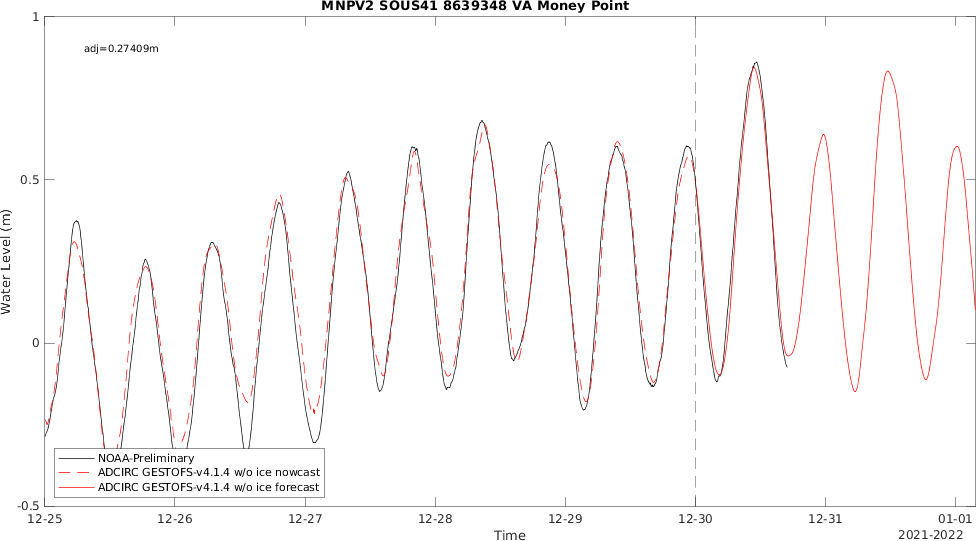 MNPV2 SOUS41 8639348 VA Money Point
adj=0.27409m
1
0.5
0
-0.5
Water Level (m)
NOAA-Preliminary
ADCIRC GESTOFS-v4.1.4 w/o ice nowcast
ADCIRC GESTOFS-v4.1.4 w/o ice forecast
12-25 12-26 12-27 12-28 12-29 12-30 12-31 01-01
Time
2021-2022